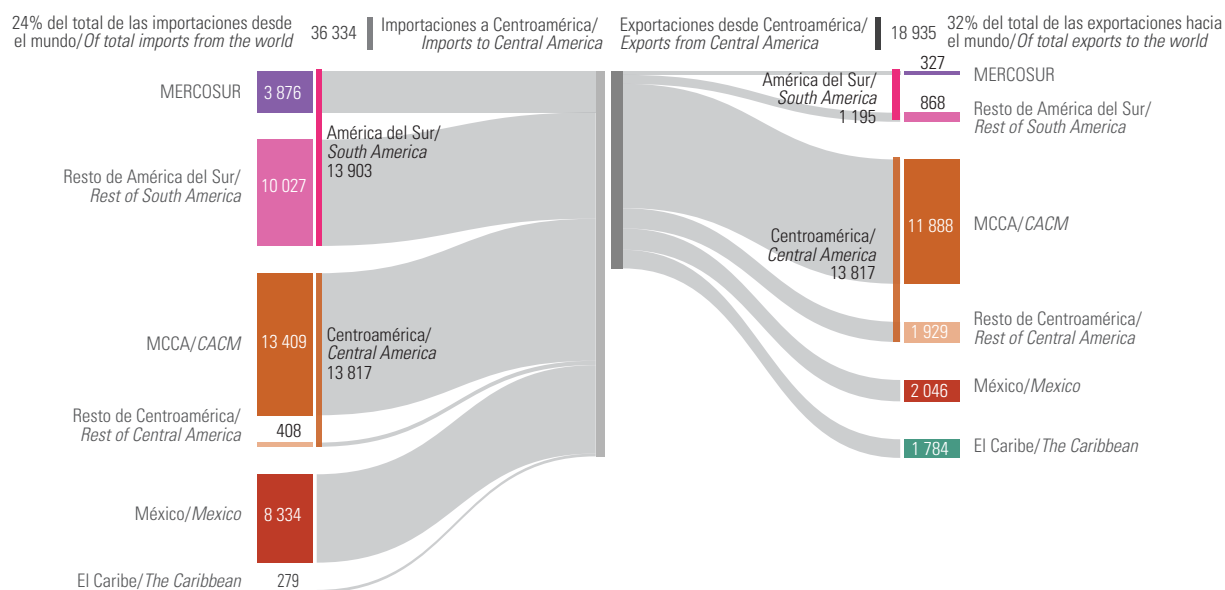 24% del total de las importaciones desde
el mundo/Of total imports from the world
36 334
Importaciones a Centroamérica/
Imports to Central America
Exportaciones desde Centroamérica/
Exports from Central America
18 935
32% del total de las exportaciones hacia
el mundo/Of total exports to the world
MERCOSUR
3 876
Resto de América del Sur/
Rest of South America
10 027
América del Sur/
South America
13 903
MCCA/CACM
13 409
Centroamérica/
Central America
13 817
Resto de Centroamérica/
Rest of Central America
408
México/Mexico
8 334
El Caribe/The Caribbean
279
América del Sur/
South America
1 195
327
MERCOSUR
868
Resto de América del Sur/
Rest of South America
Centroamérica/
Central America
13 817
11 888
MCCA/CACM
1 929
Resto de Centroamérica/
Rest of Central America
2 046
México/Mexico
1 784
El Caribe/The Caribbean